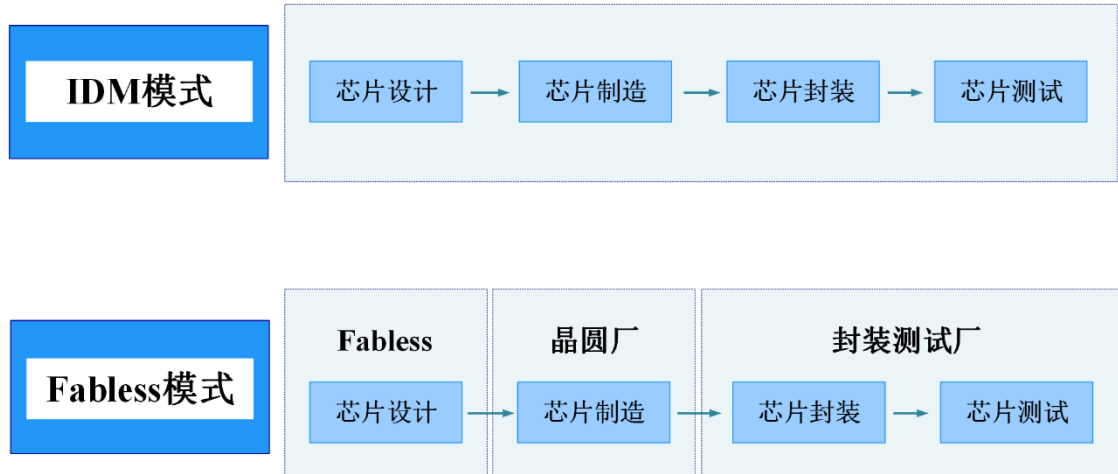 IDM模式
芯片设计
芯片制造
芯片封装
芯片测试
Fabless模式
Fabless
晶圆厂
封装测试厂
芯片设计
芯片制造
芯片封装
芯片测试